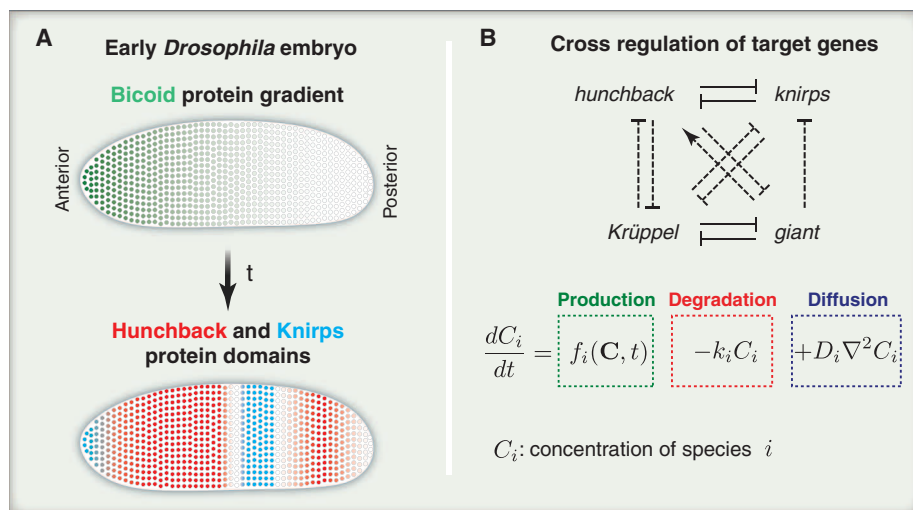 A
Early Drosophila embryo
Bicoid protein gradient
Anterior
Posterior
t
Hunchback and Knirps
protein domains
B
Cross regulation of target genes
hunchback
knirps
Krüppel
giant
Production Degradation Diffusion
dC_i/dt = f_i(C, t) −k_iC_i +D_i∇²C_i
C_i: concentration of species i